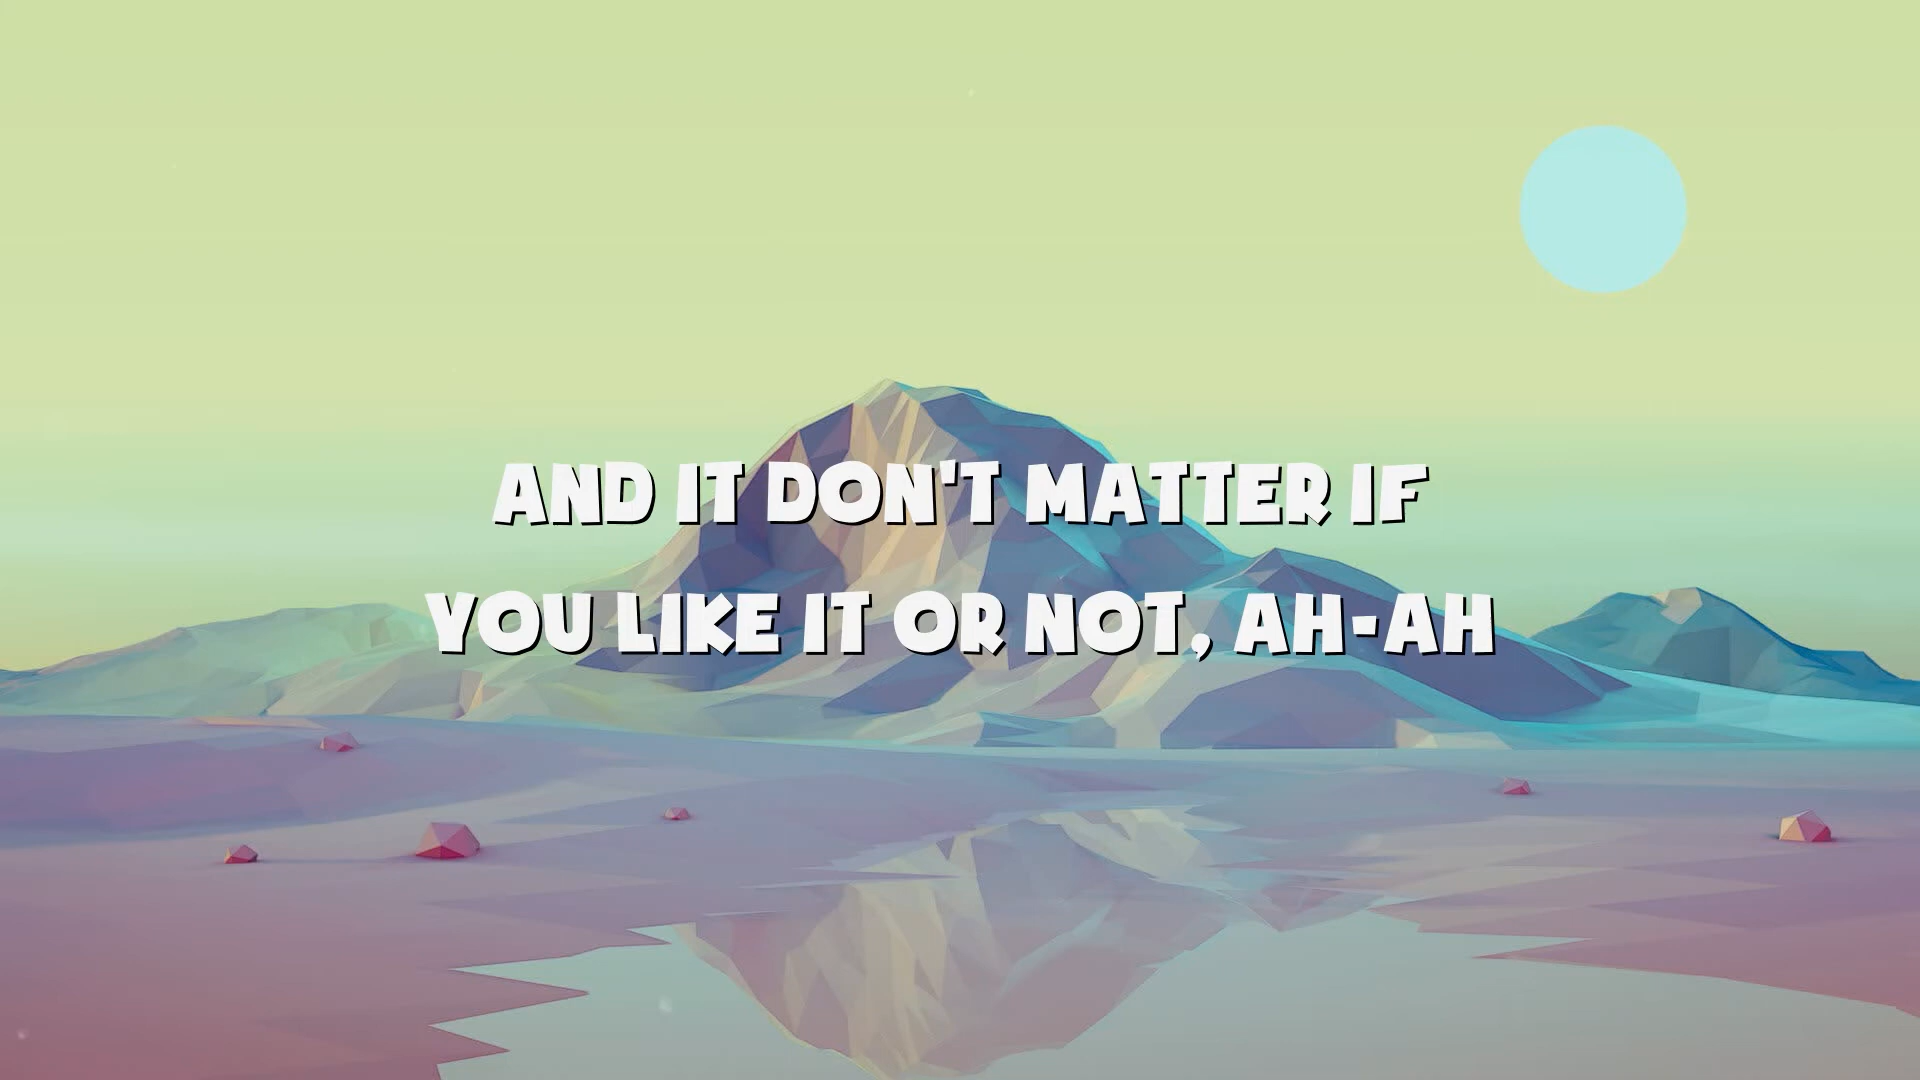 AND IT DON'T MATTER IF
YOU LIKE IT OR NOT, AH-AH